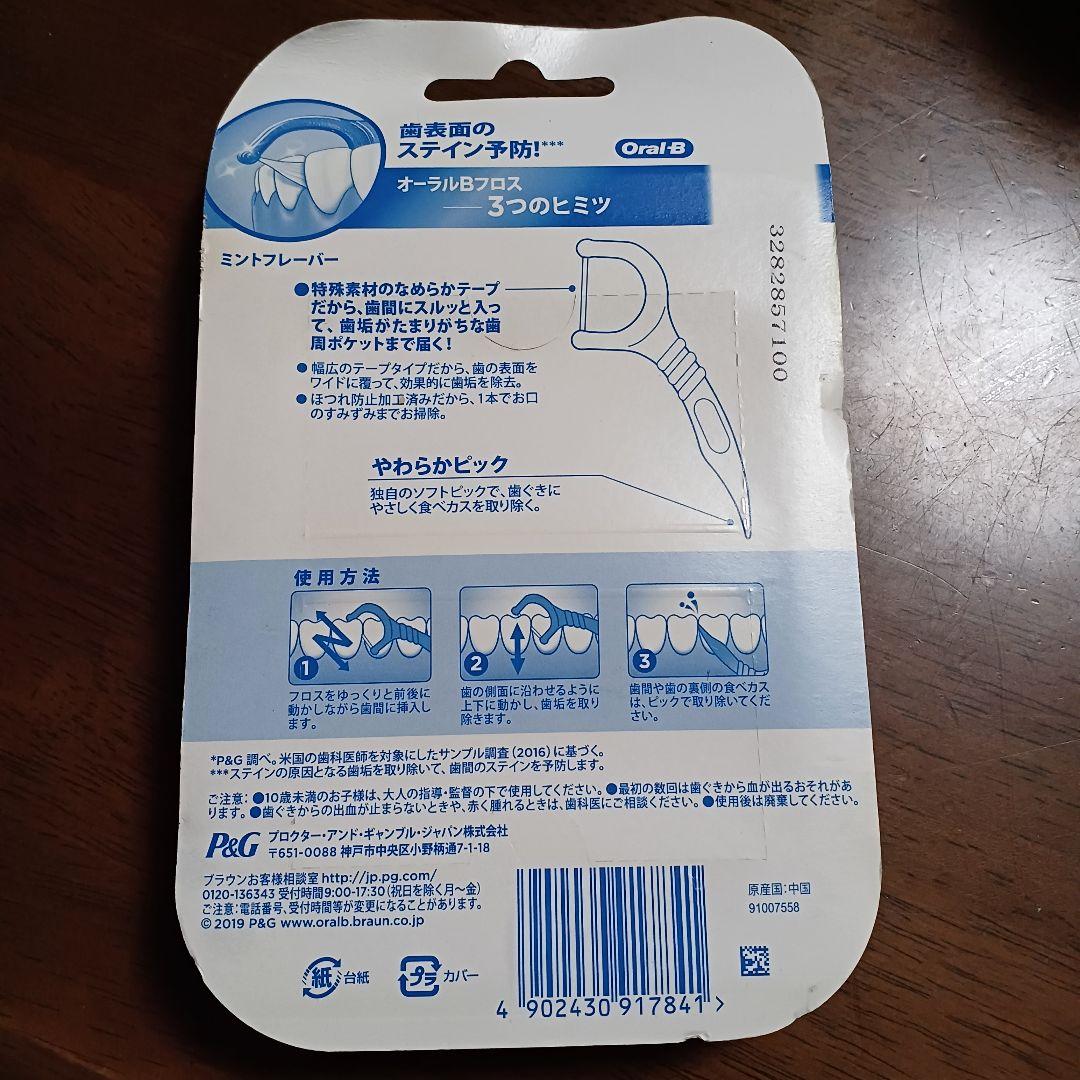 歯表面の
ステイン予防!***
Oral-B
オーラルBフロス
3つのヒミツ
3282857100
ミントフレーバー
●特殊素材のなめらかテープ
だから、歯間にスルッと入っ
て、歯垢がたまりがちな歯
周ポケットまで届く!
●幅広のテープタイプだから、歯の表面を
ワイドに覆って、効果的に歯垢を除去。
●ほつれ防止加工済みだから、1本でお口
のすみずみまでお掃除。
やわらかピック
独自のソフトピックで、歯ぐきに
やさしく食べカスを取り除く。
使用方法
1
フロスをゆっくりと前後に
動かしながら歯間に挿入し
ます。
2
歯の側面に沿わせるように
上下に動かし、歯垢を取り
除きます。
3
歯間や歯の裏側の食べカス
は、ピックで取り除いてくだ
さい。
*P&G 調べ。米国の歯科医師を対象にしたサンプル調査(2016)に基づく。
***ステインの原因となる歯垢を取り除いて、歯間のステインを予防します。
ご注意:●10歳未満のお子様は、大人の指導・監督の下で使用してください。●最初の数回は歯ぐきから血が出るおそれがあ
ります。●歯ぐきからの出血が止まらないときや、赤く腫れるときは、歯科医にご相談ください。●使用後は廃棄してください。
P&G プロクター・アンド・ギャンブル・ジャパン株式会社
〒651-0088 神戸市中央区小野柄通7-1-18
ブラウンお客様相談室 http://jp.pg.com/
0120-136343 受付時間9:00-17:30(祝日を除く月〜金)
ご注意:電話番号、受付時間等が変更になることがあります。
© 2019 P&G www.oralb.braun.co.jp
原産国:中国
91007558
紙 台紙
プラ カバー
4 902430 917841 >